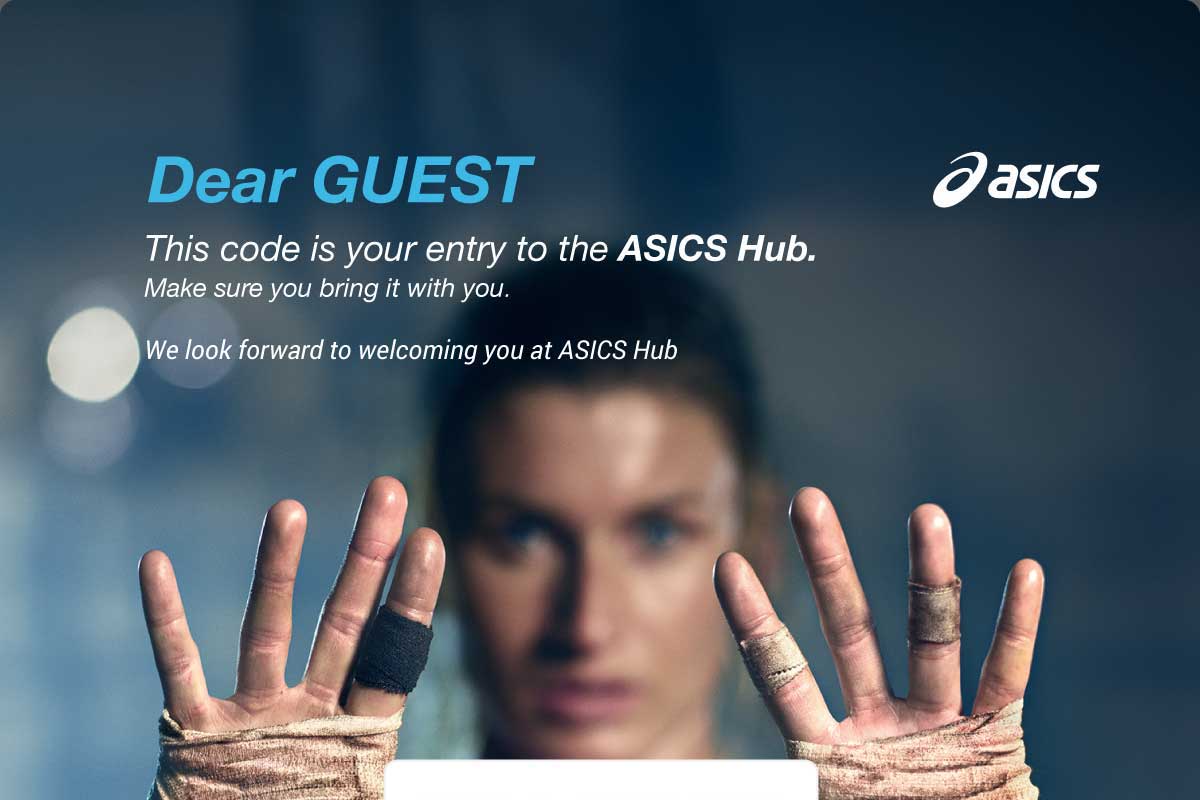 Dear GUEST
asics
This code is your entry to the ASICS Hub.
Make sure you bring it with you.
We look forward to welcoming you at ASICS Hub